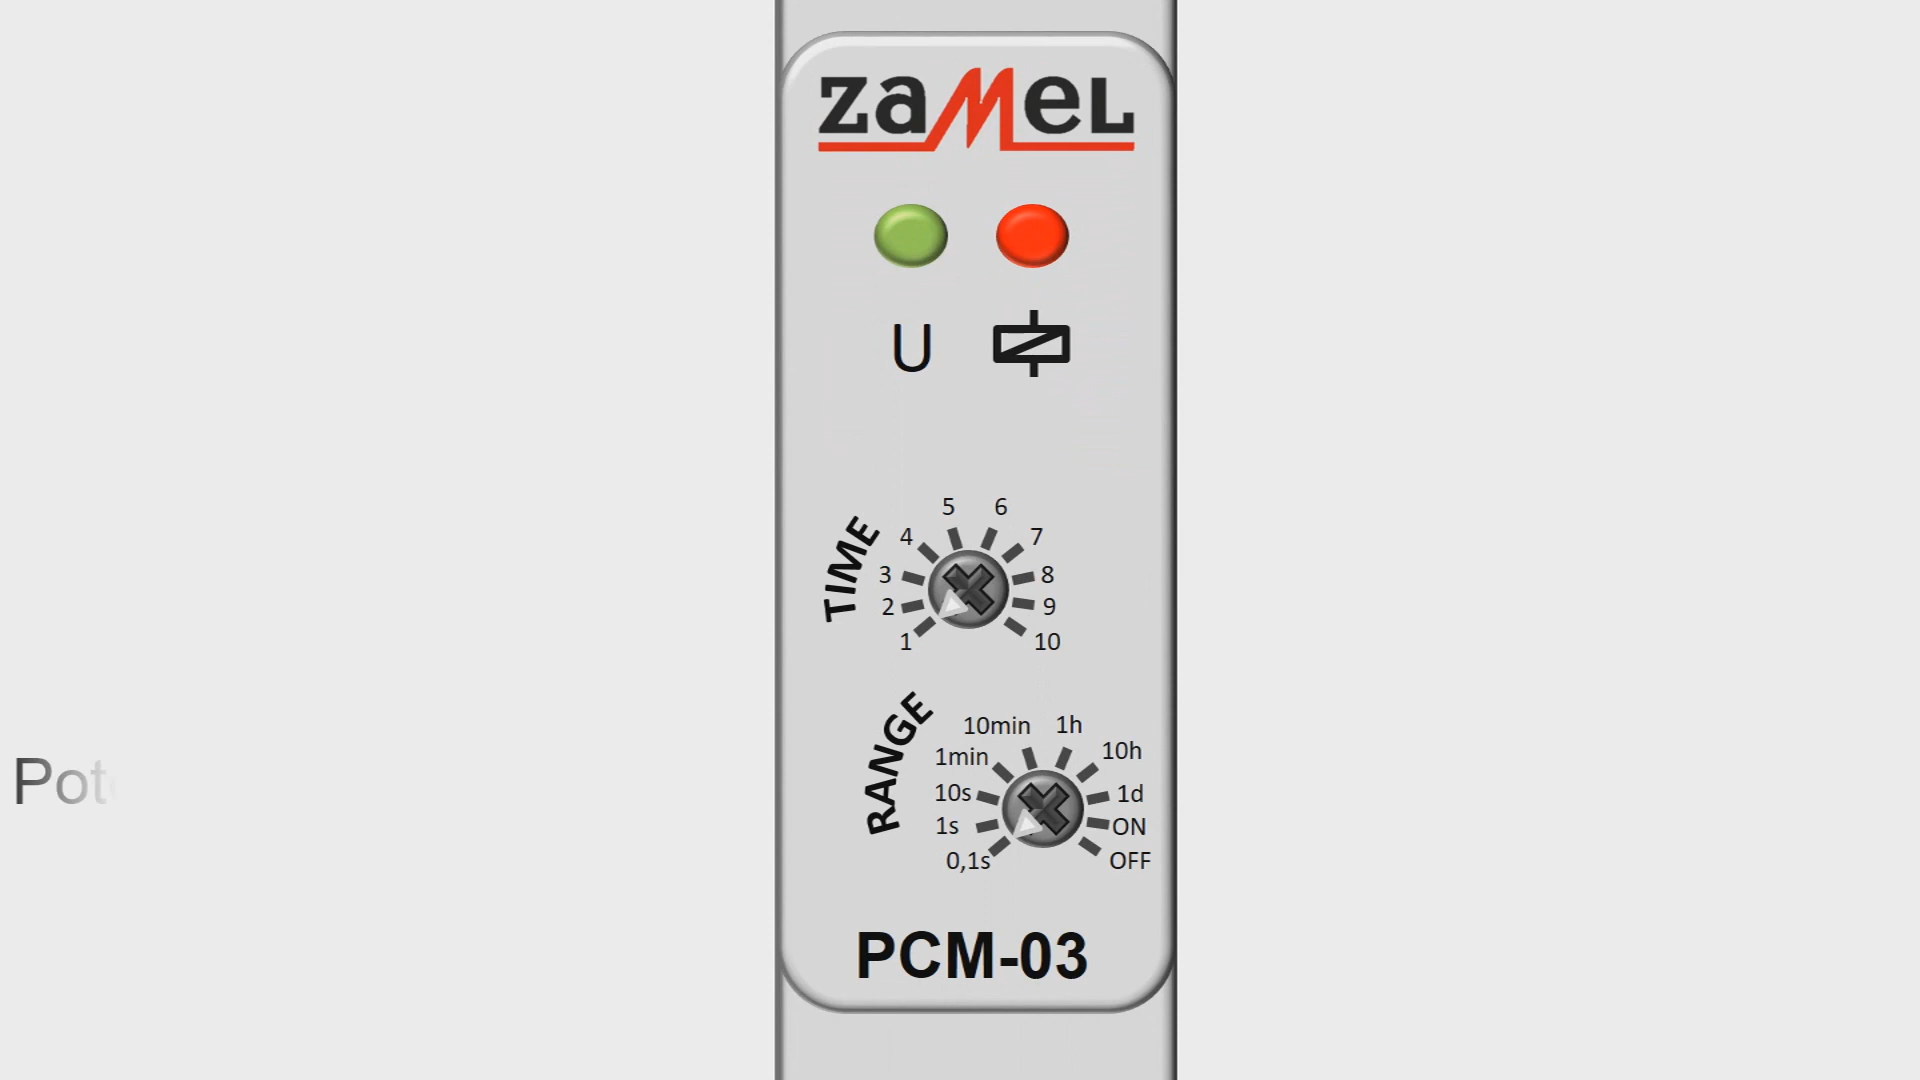 ZAMEL
U
TIME
1 2 3 4 5 6 7 8 9 10
RANGE
0,1s 1s 10s 1min 10min 1h 10h 1d ON OFF
Pot
PCM-03